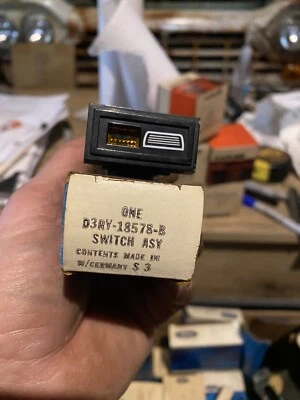 ONE
D3RY-18578-B
SWITCH ASY
CONTENTS MADE IN
W/GERMANY S 3